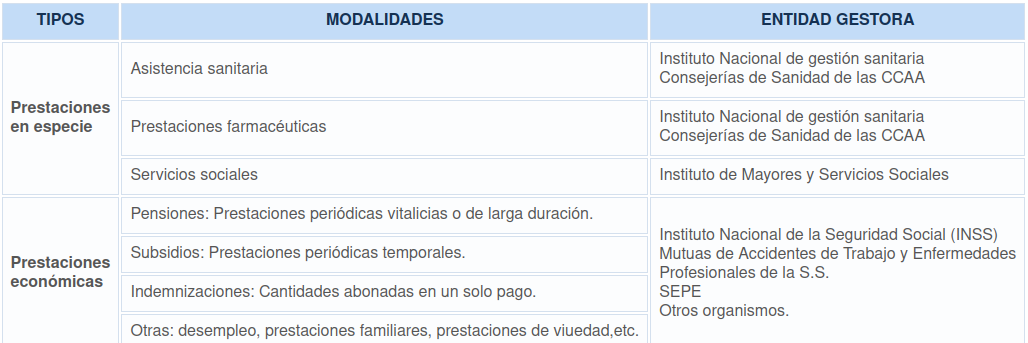 TIPOS
MODALIDADES
ENTIDAD GESTORA
Prestaciones
en especie
Asistencia sanitaria
Instituto Nacional de gestión sanitaria
Consejerías de Sanidad de las CCAA
Prestaciones farmacéuticas
Instituto Nacional de gestión sanitaria
Consejerías de Sanidad de las CCAA
Servicios sociales
Instituto de Mayores y Servicios Sociales
Prestaciones
económicas
Pensiones: Prestaciones periódicas vitalicias o de larga duración.
Subsidios: Prestaciones periódicas temporales.
Indemnizaciones: Cantidades abonadas en un solo pago.
Otras: desempleo, prestaciones familiares, prestaciones de viuedad,etc.
Instituto Nacional de la Seguridad Social (INSS)
Mutuas de Accidentes de Trabajo y Enfermedades
Profesionales de la S.S.
SEPE
Otros organismos.